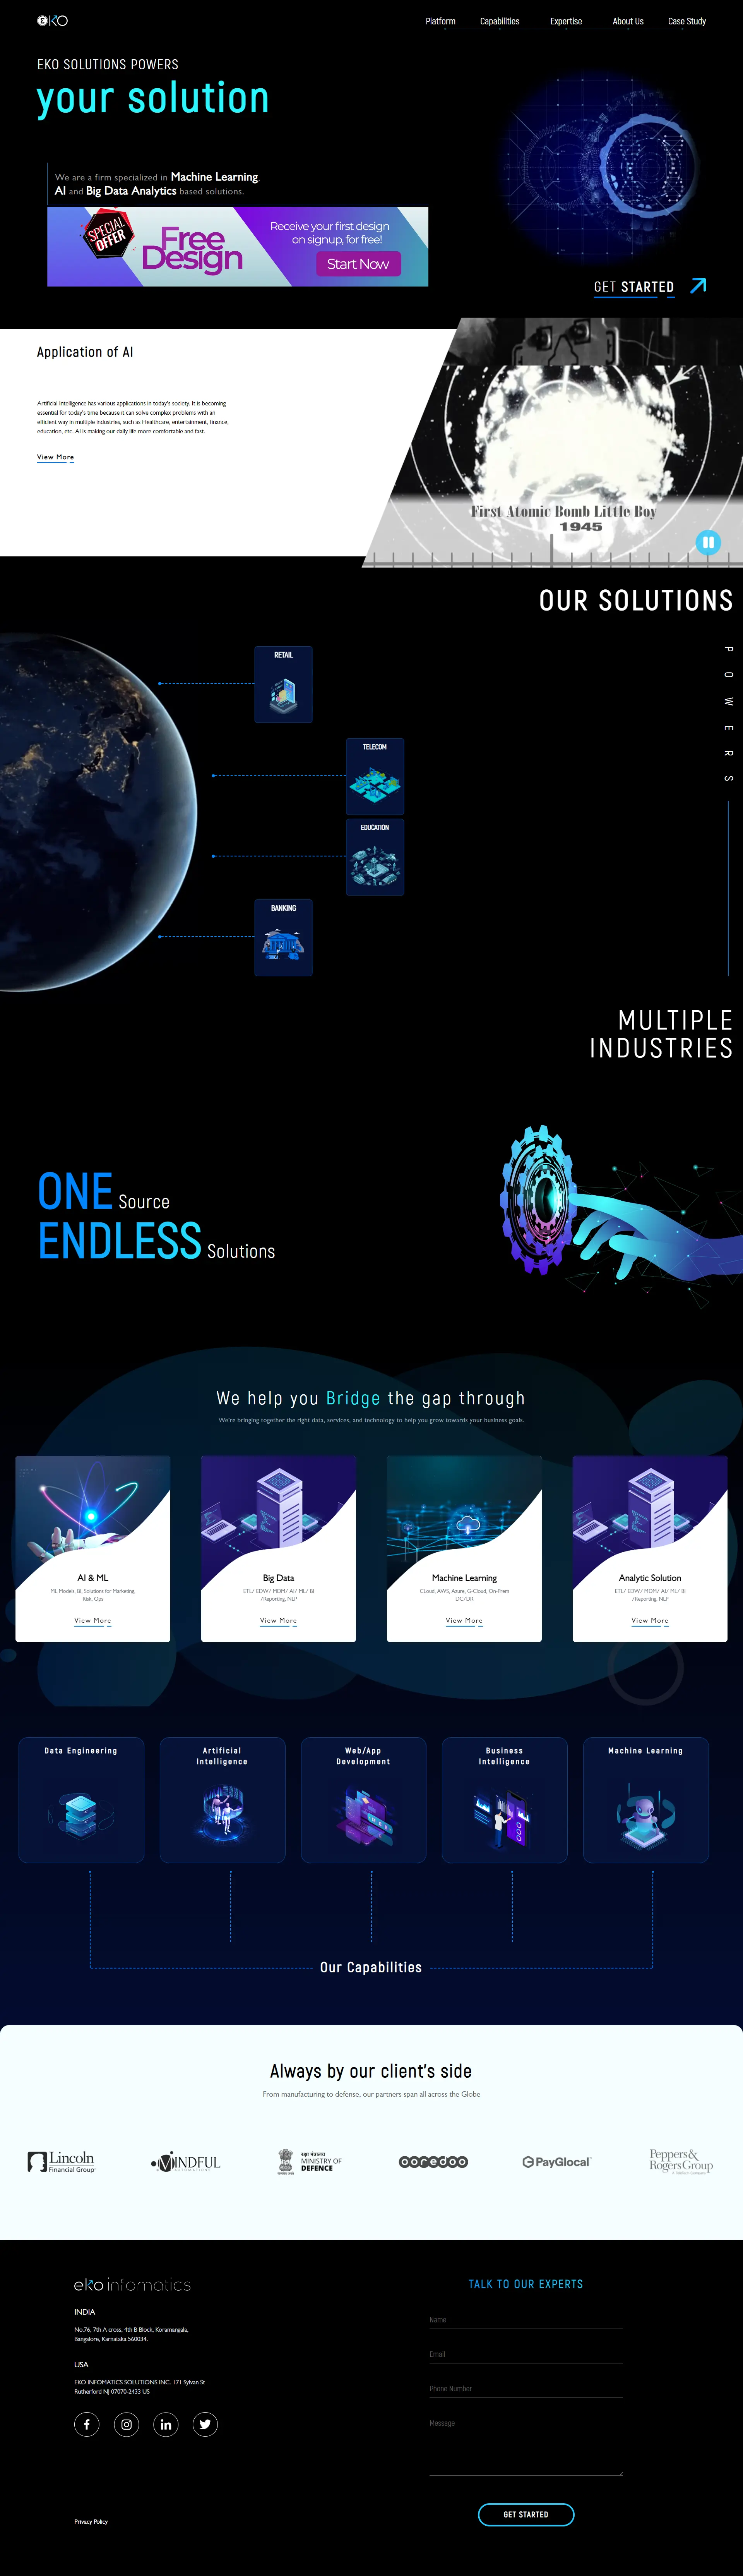 eKO
Platform
Capabilities
Expertise
About Us
Case Study
EKO SOLUTIONS POWERS
your solution
We are a firm specialized in Machine Learning,
AI and Big Data Analytics based solutions.
SPECIAL
OFFER
Free
Design
Receive your first design
on signup, for free!
Start Now
GET STARTED
Application of AI
Artificial Intelligence has various applications in today's society. It is becoming
essential for today's time because it can solve complex problems with an
efficient way in multiple industries, such as Healthcare, entertainment, finance,
education, etc. AI is making our daily life more comfortable and fast.
View More
First Atomic Bomb Little Boy
1945
OUR SOLUTIONS
POWERS
RETAIL
TELECOM
EDUCATION
BANKING
MULTIPLE
INDUSTRIES
ONE Source
ENDLESS Solutions
We help you Bridge the gap through
We're bringing together the right data, services, and technology to help you grow towards your business goals.
AI & ML
ML Models, BI, Solutions for Marketing,
Risk, Ops
View More
Big Data
ETL/ EDW/ MDM/ AI/ ML/ BI
/Reporting, NLP
View More
Machine Learning
CLoud, AWS, Azure, G-Cloud, On-Prem
DC/DR
View More
Analytic Solution
ETL/ EDW/ MDM/ AI/ ML/ BI
/Reporting, NLP
View More
Data Engineering
Artificial
Intelligence
Web/App
Development
Business
Intelligence
Machine Learning
Our Capabilities
Always by our client's side
From manufacturing to defense, our partners span all across the Globe
Lincoln
Financial Group
MINDFUL
AUTOMATIONS
रक्षा मंत्रालय
MINISTRY OF
DEFENCE
ooredoo
PayGlocal
Peppers&
RogersGroup
eko infomatics
INDIA
No.76, 7th A cross, 4th B Block, Koramangala,
Bangalore, Karnataka 560034.
USA
EKO INFOMATICS SOLUTIONS INC. 171 Sylvan St
Rutherford NJ 07070-2433 US
Privacy Policy
TALK TO OUR EXPERTS
Name
Email
Phone Number
Message
GET STARTED